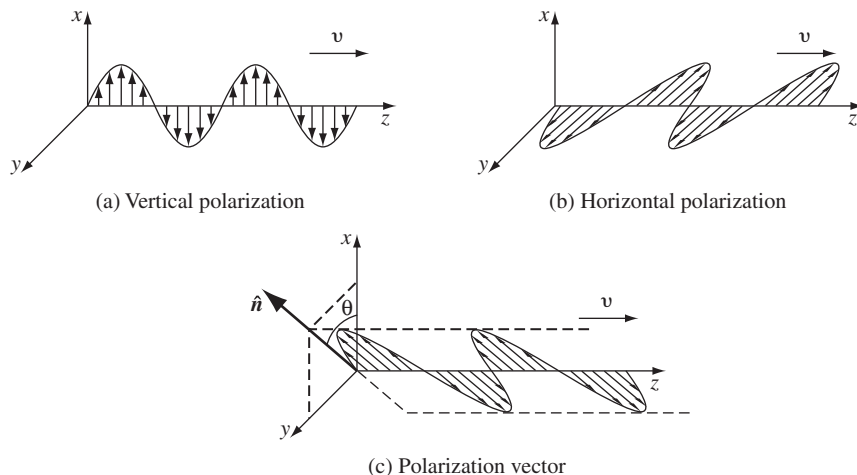 x
υ
z
y
(a) Vertical polarization
x
υ
z
y
(b) Horizontal polarization
x
n̂
θ
υ
z
y
(c) Polarization vector